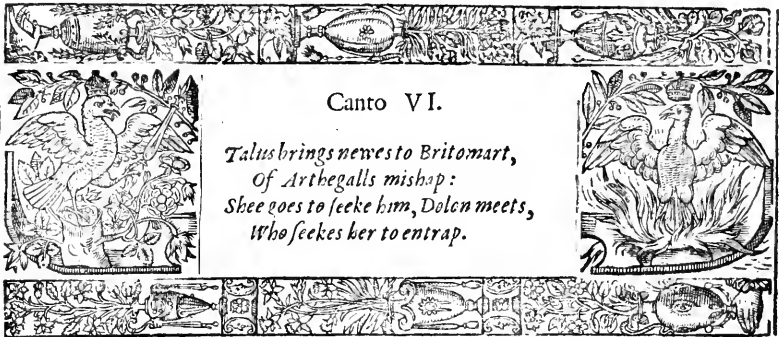 Canto VI.
Talus brings newes to Britomart,
Of Arthegalls mishap:
Shee goes to ſeeke him, Dolon meets,
Who ſeekes her to entrap.